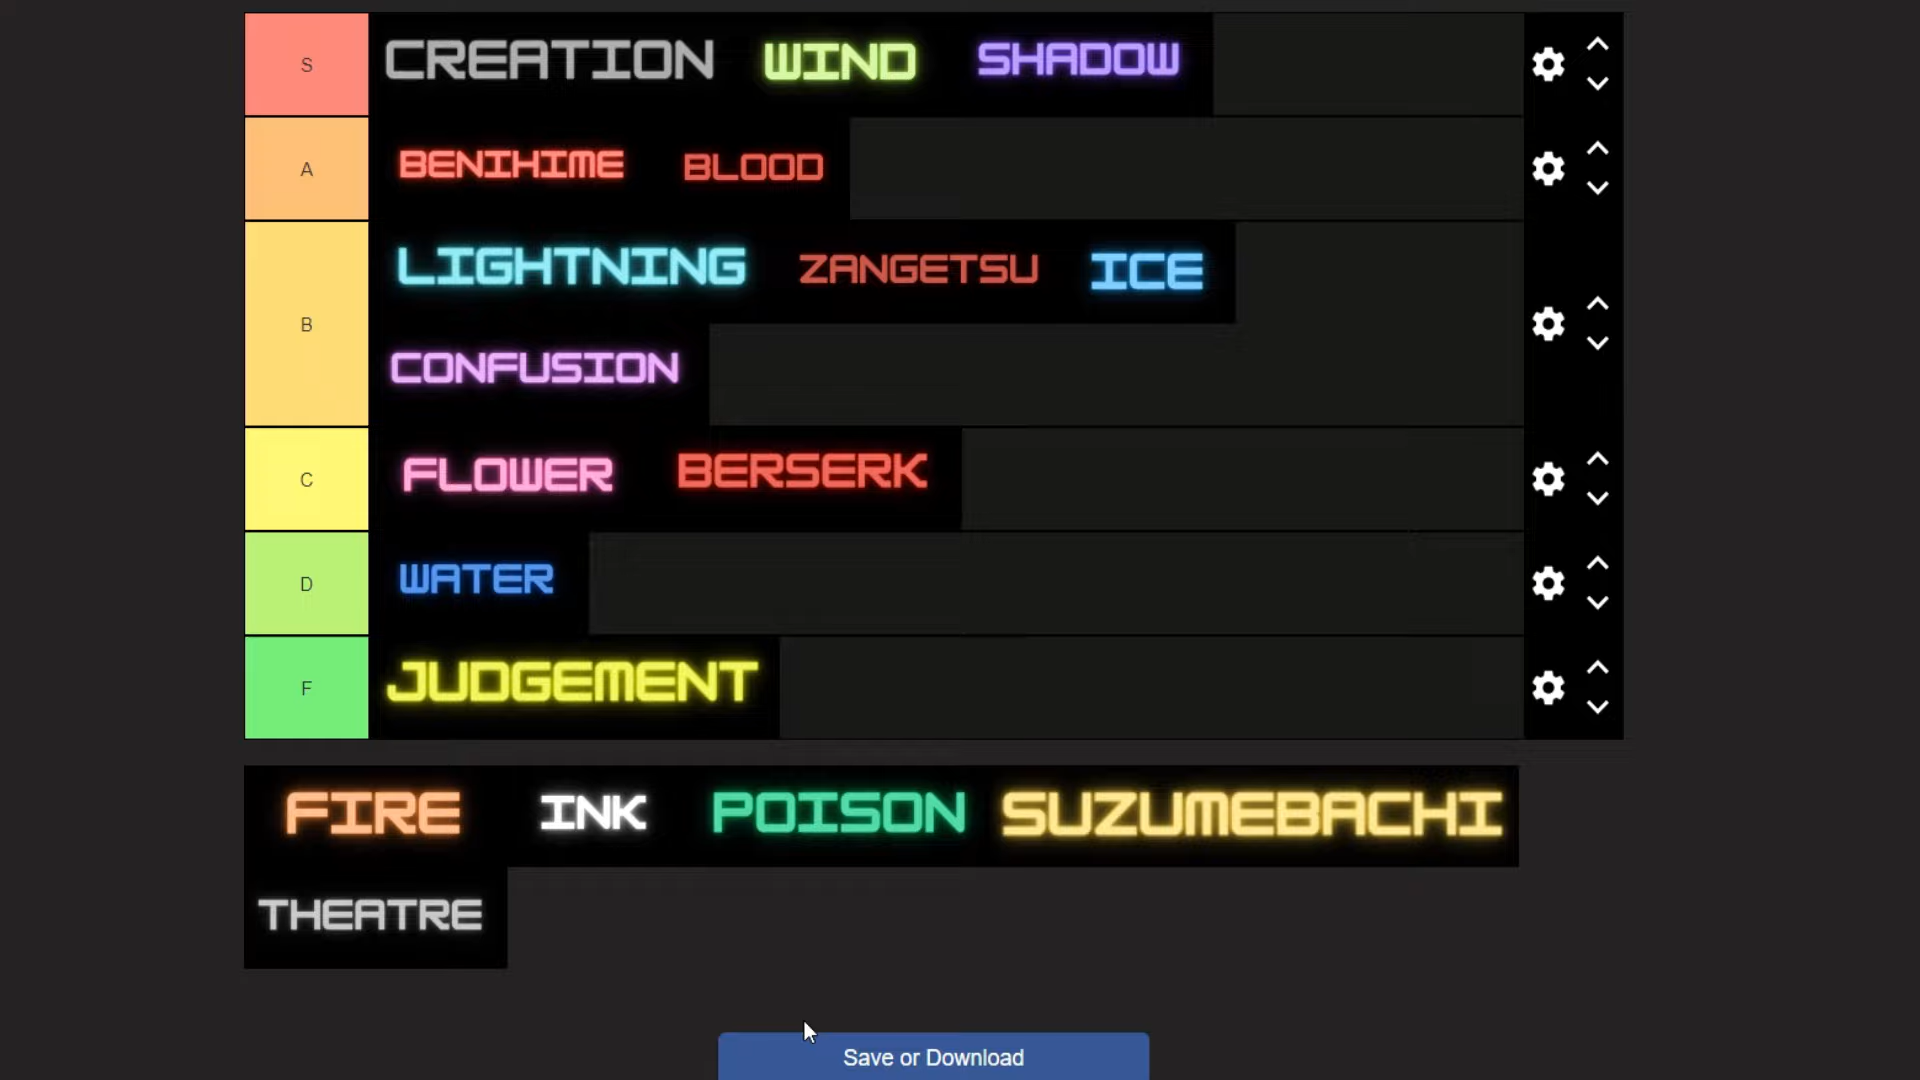 S
CREATION WIND SHADOW
A
BENIHIME BLOOD
B
LIGHTNING ZANGETSU ICE
CONFUSION
C
FLOWER BERSERK
D
WATER
F
JUDGEMENT
FIRE INK POISON SUZUMEBACHI
THEATRE
Save or Download